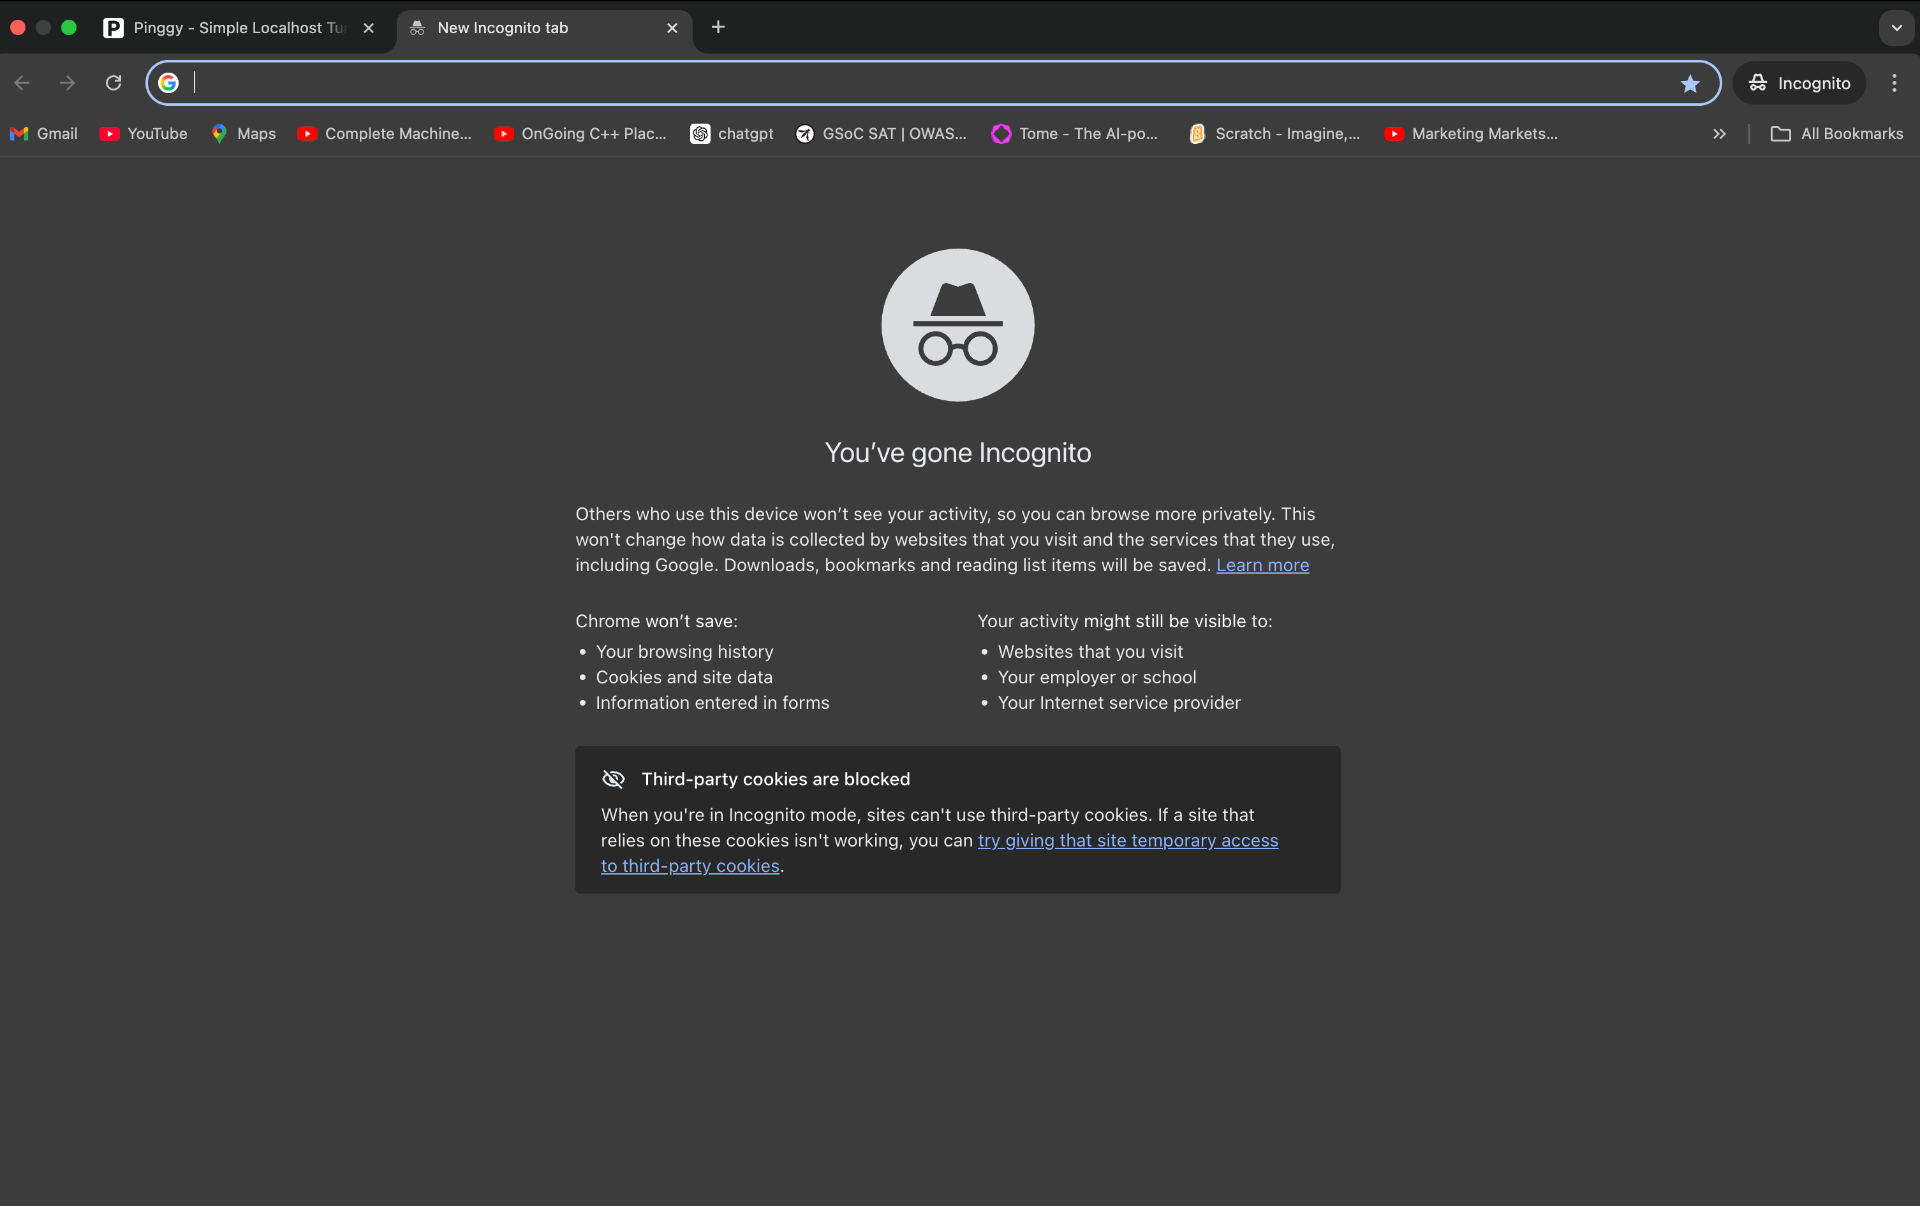 Pinggy - Simple Localhost Tu
New Incognito tab
Incognito
Gmail
YouTube
Maps
Complete Machine...
OnGoing C++ Plac...
chatgpt
GSoC SAT | OWAS...
Tome - The AI-po...
Scratch - Imagine,...
Marketing Markets...
All Bookmarks
You've gone Incognito
Others who use this device won't see your activity, so you can browse more privately. This
won't change how data is collected by websites that you visit and the services that they use,
including Google. Downloads, bookmarks and reading list items will be saved. Learn more
Chrome won't save:
• Your browsing history
• Cookies and site data
• Information entered in forms
Your activity might still be visible to:
• Websites that you visit
• Your employer or school
• Your Internet service provider
Third-party cookies are blocked
When you're in Incognito mode, sites can't use third-party cookies. If a site that
relies on these cookies isn't working, you can try giving that site temporary access
to third-party cookies.